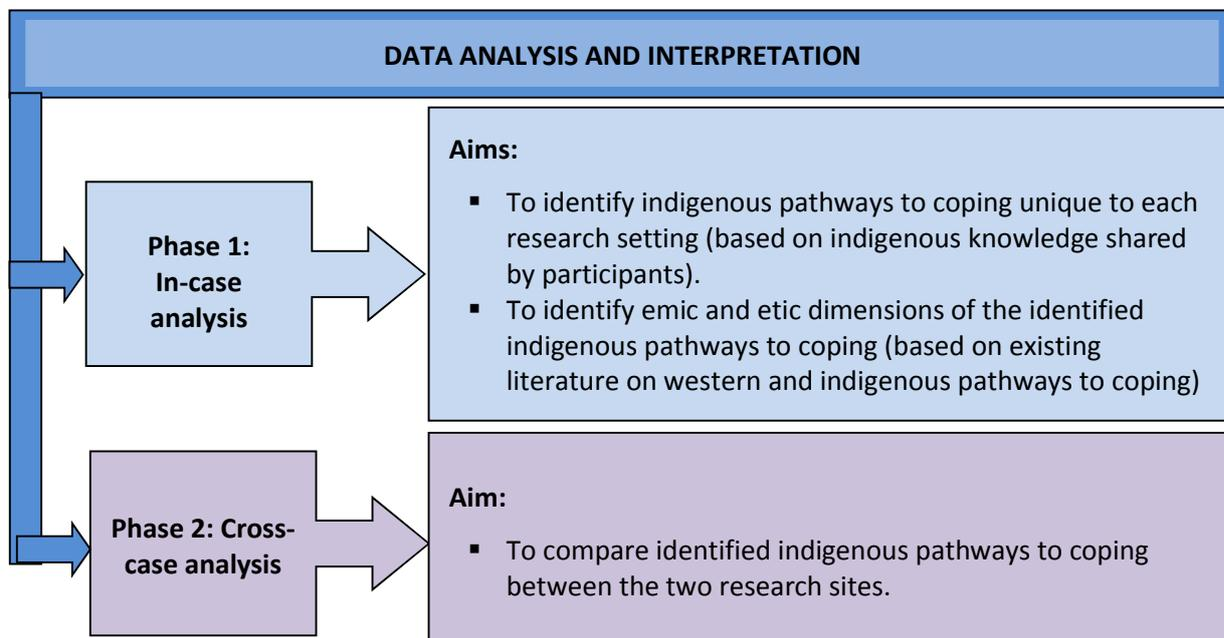 DATA ANALYSIS AND INTERPRETATION
Phase 1:
In-case
analysis
Aims:
▪ To identify indigenous pathways to coping unique to each
research setting (based on indigenous knowledge shared
by participants).
▪ To identify emic and etic dimensions of the identified
indigenous pathways to coping (based on existing
literature on western and indigenous pathways to coping)
Phase 2: Cross-
case analysis
Aim:
▪ To compare identified indigenous pathways to coping
between the two research sites.